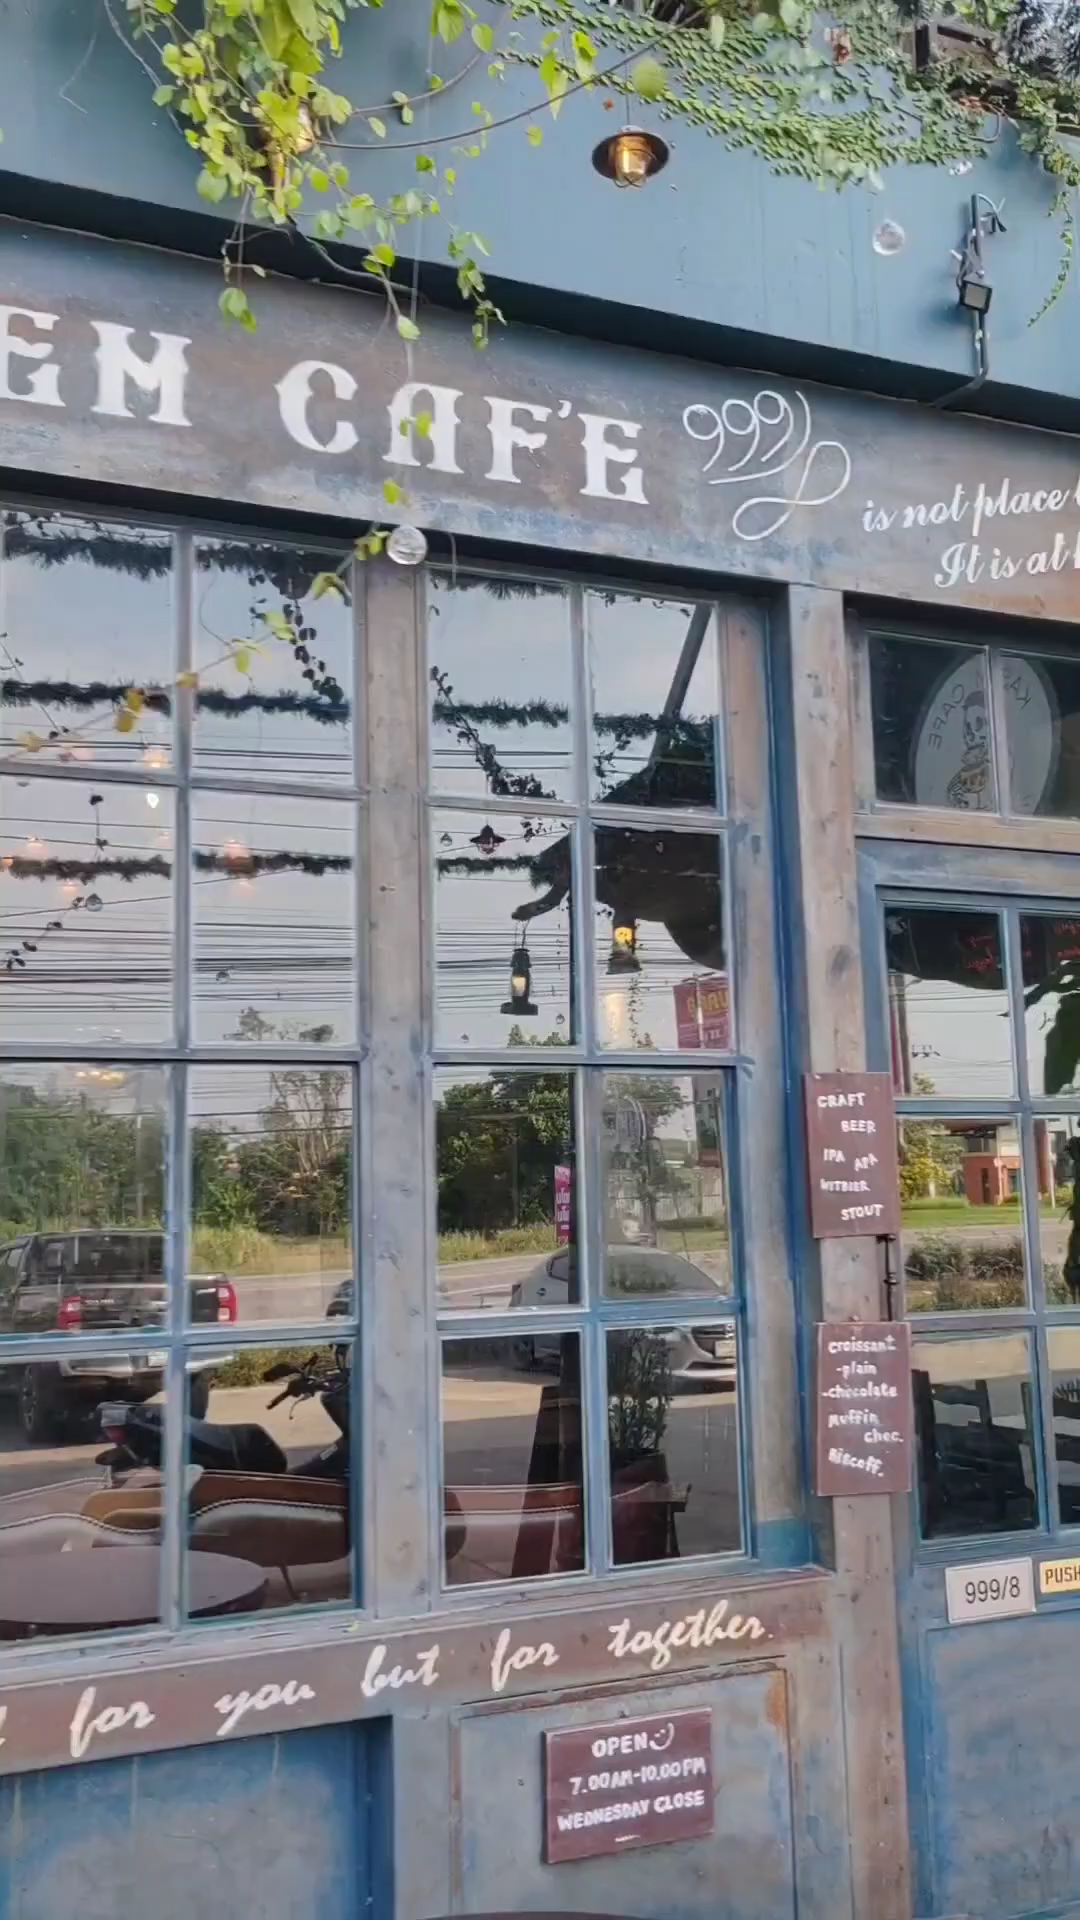 EM CAF'E 999
is not place
It is at
CRAFT
BEER
IPA APA
WITBIER
STOUT
croissant
-plain
-chocolate
muffin
choc.
Biscoff.
999/8
PUSH
for you but for together.
OPEN
7.00AM-10.00PM
WEDNESDAY CLOSE